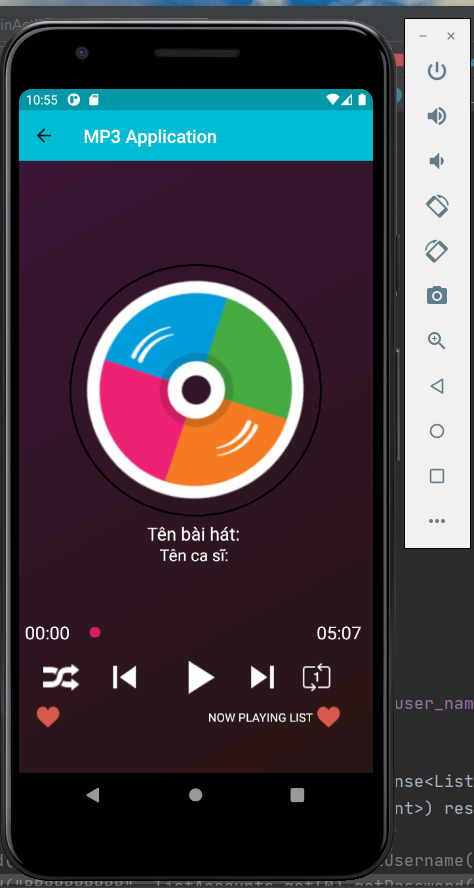 10:55
MP3 Application
Tên bài hát:
Tên ca sĩ:
00:00
05:07
1
NOW PLAYING LIST
user_nam
nse<List
nt>) res
Username(